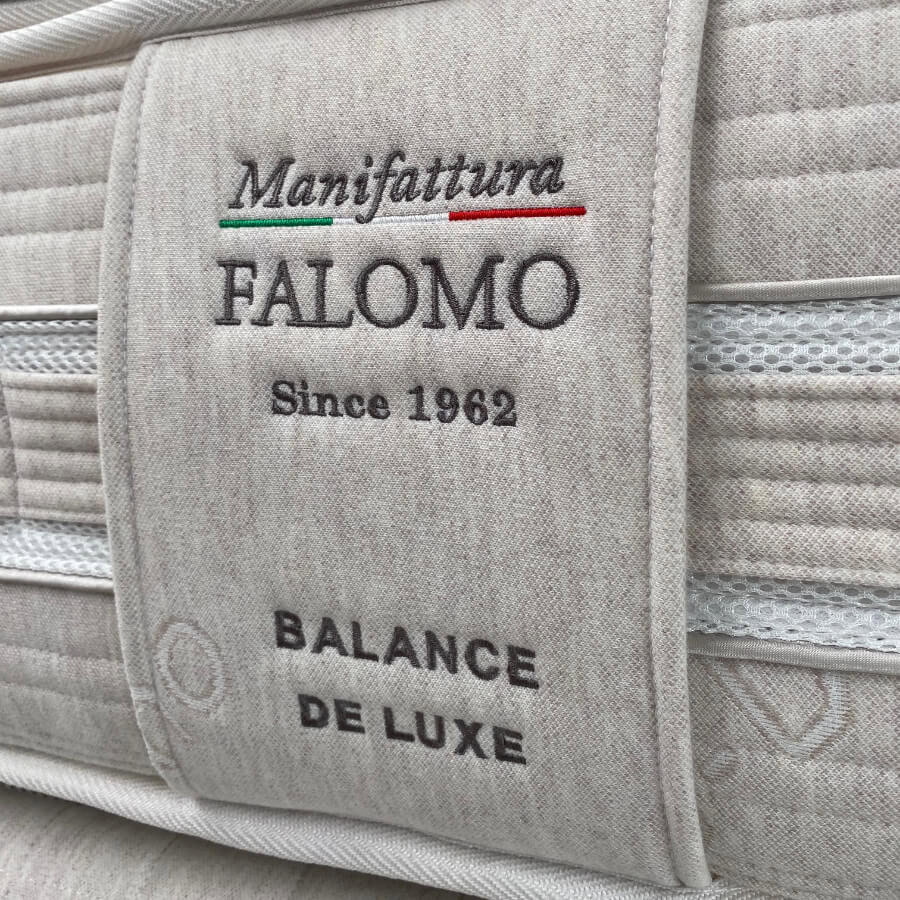 Manifattura
FALOMO
Since 1962
BALANCE
DE LUXE